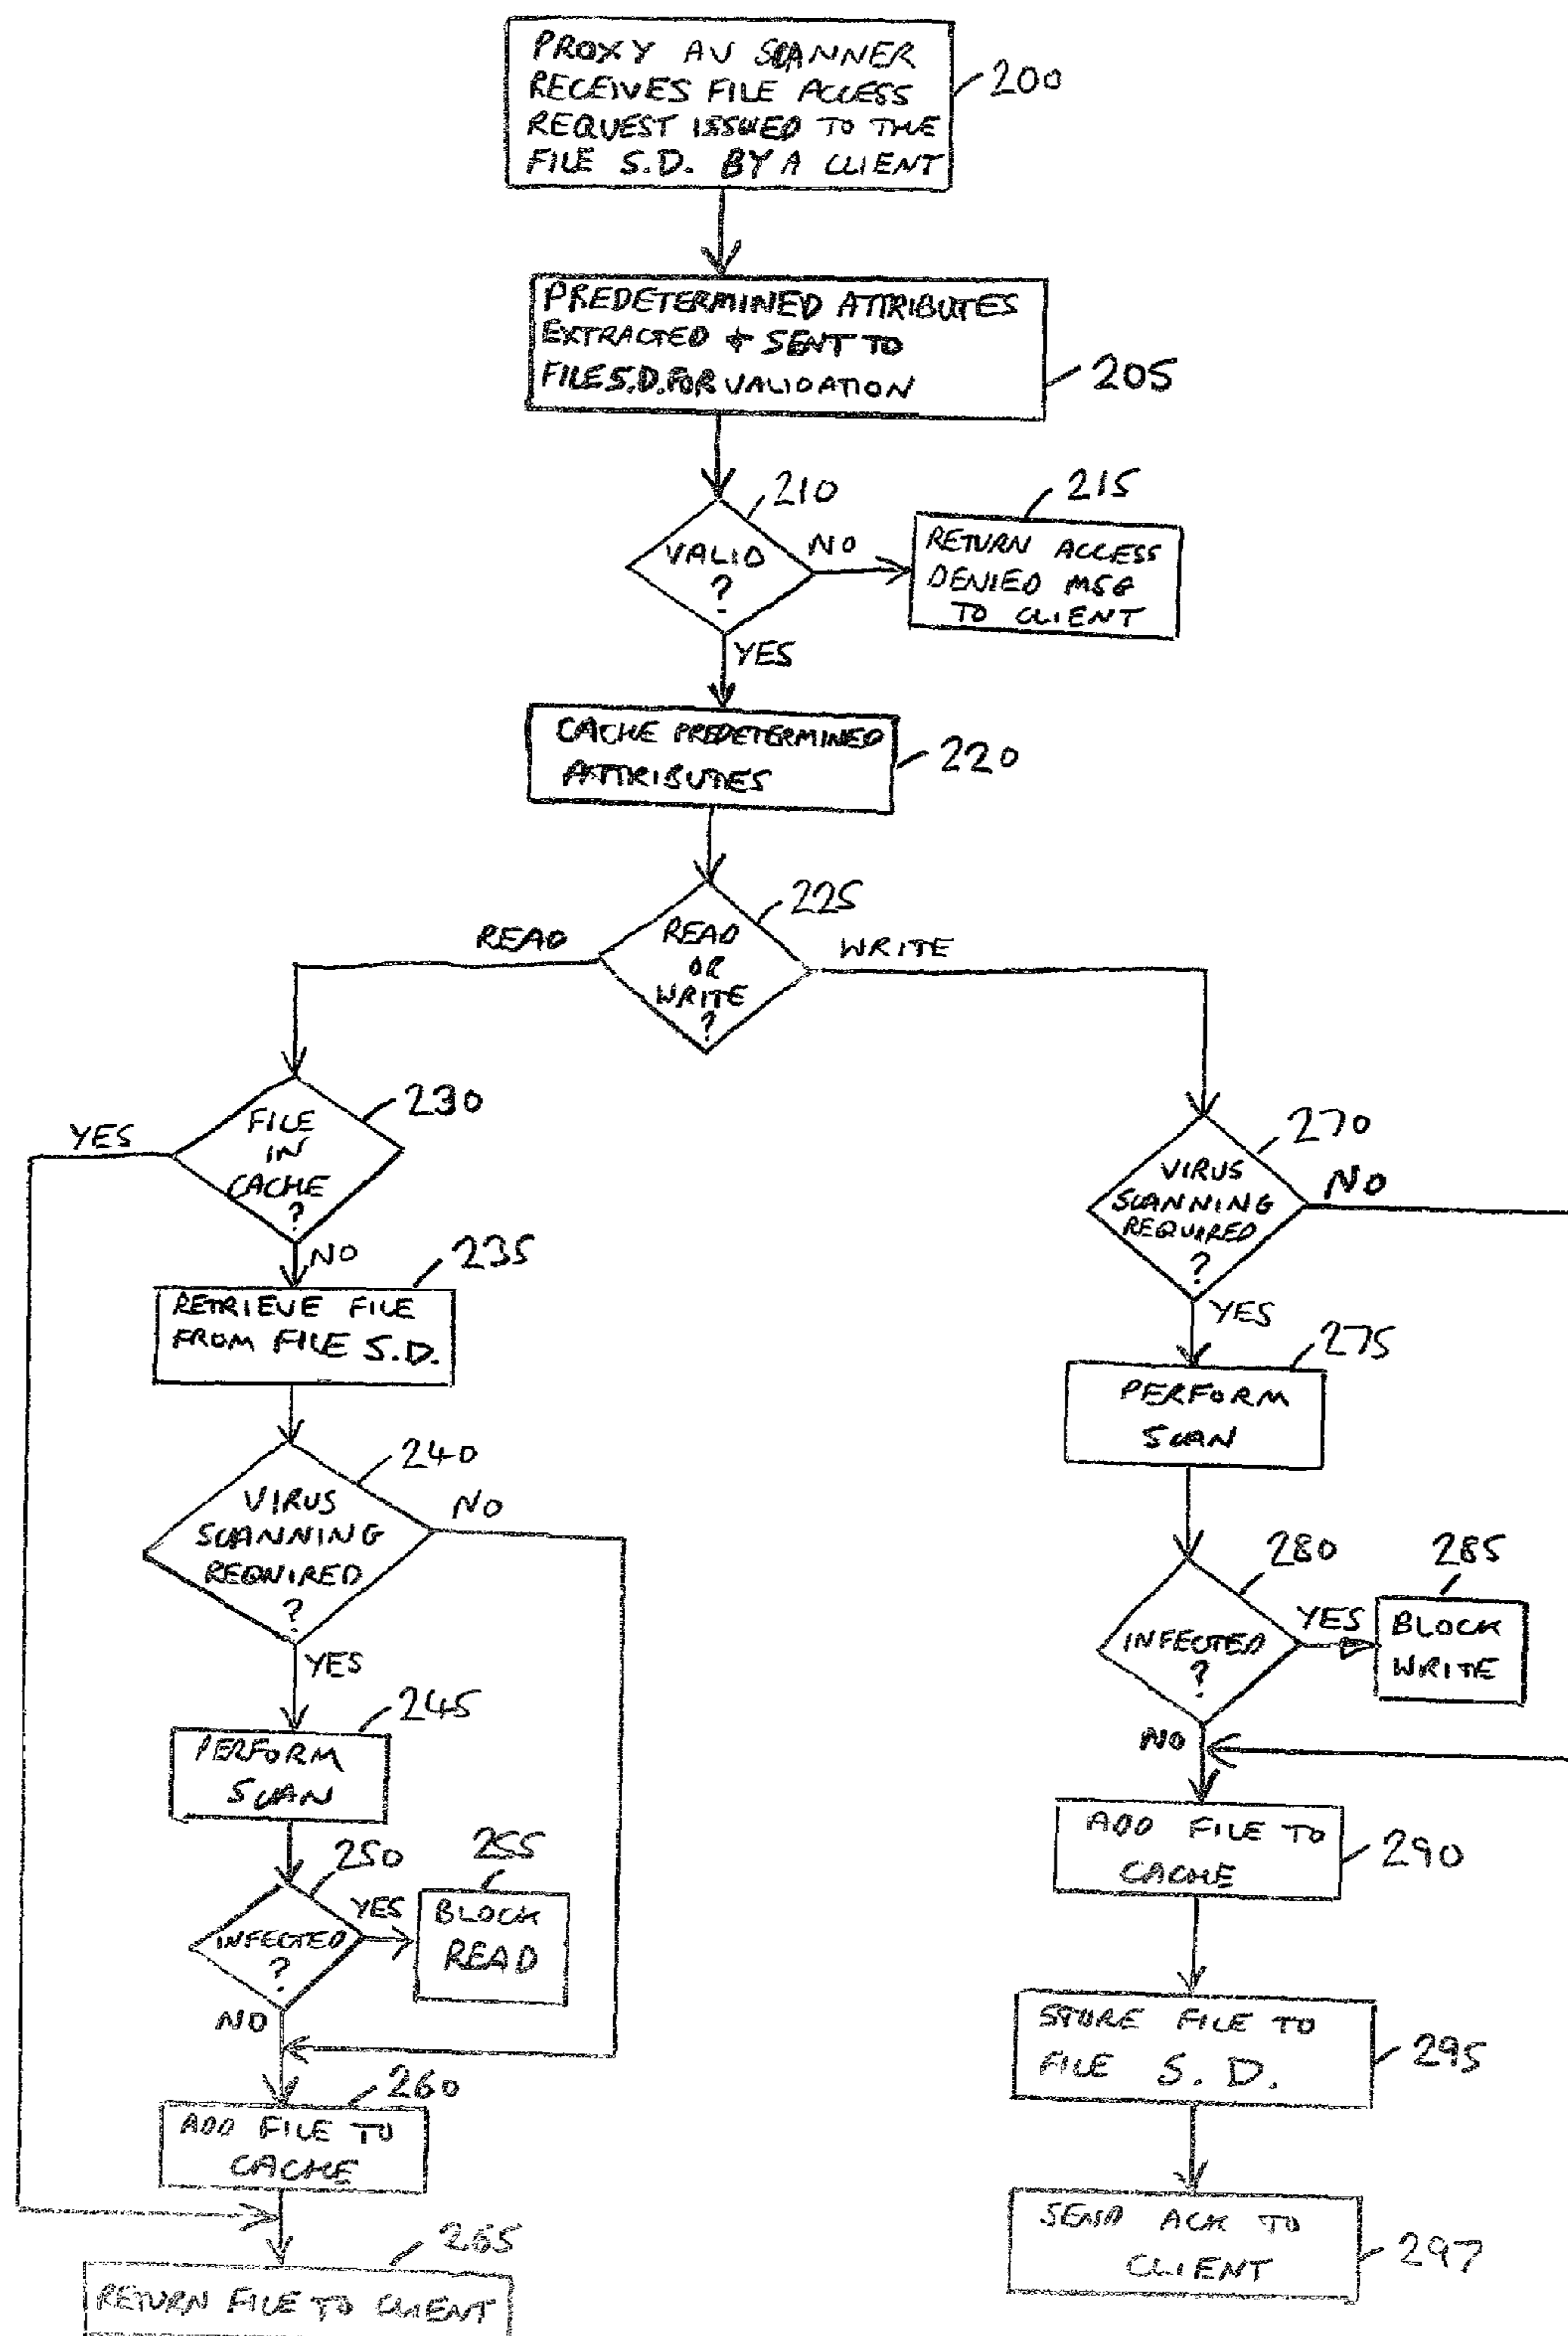 PROXY AV SCANNER
RECEIVES FILE ACCESS
REQUEST ISSUED TO THE
FILE S.D. BY A CLIENT
200
PREDETERMINED ATTRIBUTES
EXTRACTED + SENT TO
FILE S.D. FOR VALIDATION
205
VALID
?
210
NO
215
RETURN ACCESS
DENIED MSG
TO CLIENT
YES
CACHE PREDETERMINED
ATTRIBUTES
220
225
READ
OR
WRITE
?
READ
WRITE
230
FILE
IN
CACHE
?
YES
NO
235
RETRIEVE FILE
FROM FILE S.D.
240
VIRUS
SCANNING
REQUIRED
?
NO
YES
245
PERFORM
SCAN
250
INFECTED
?
YES
255
BLOCK
READ
NO
260
ADD FILE TO
CACHE
265
RETURN FILE TO CLIENT
270
VIRUS
SCANNING
REQUIRED
?
NO
YES
275
PERFORM
SCAN
280
INFECTED
?
YES
285
BLOCK
WRITE
NO
ADD FILE TO
CACHE
290
STORE FILE TO
FILE S.D.
295
SEND ACK TO
CLIENT
297